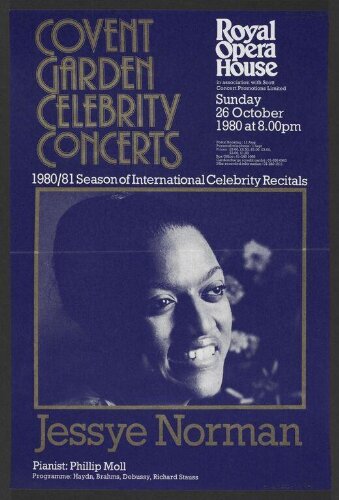 COVENT
GARDEN
CELEBRITY
CONCERTS
Royal
Opera
House
in association with Scott
Concert Promotions Limited
Sunday
26 October
1980 at 8.00pm
1980/81 Season of International Celebrity Recitals
Jessye Norman
Pianist: Phillip Moll
Programme: Haydn, Brahms, Debussy, Richard Strauss